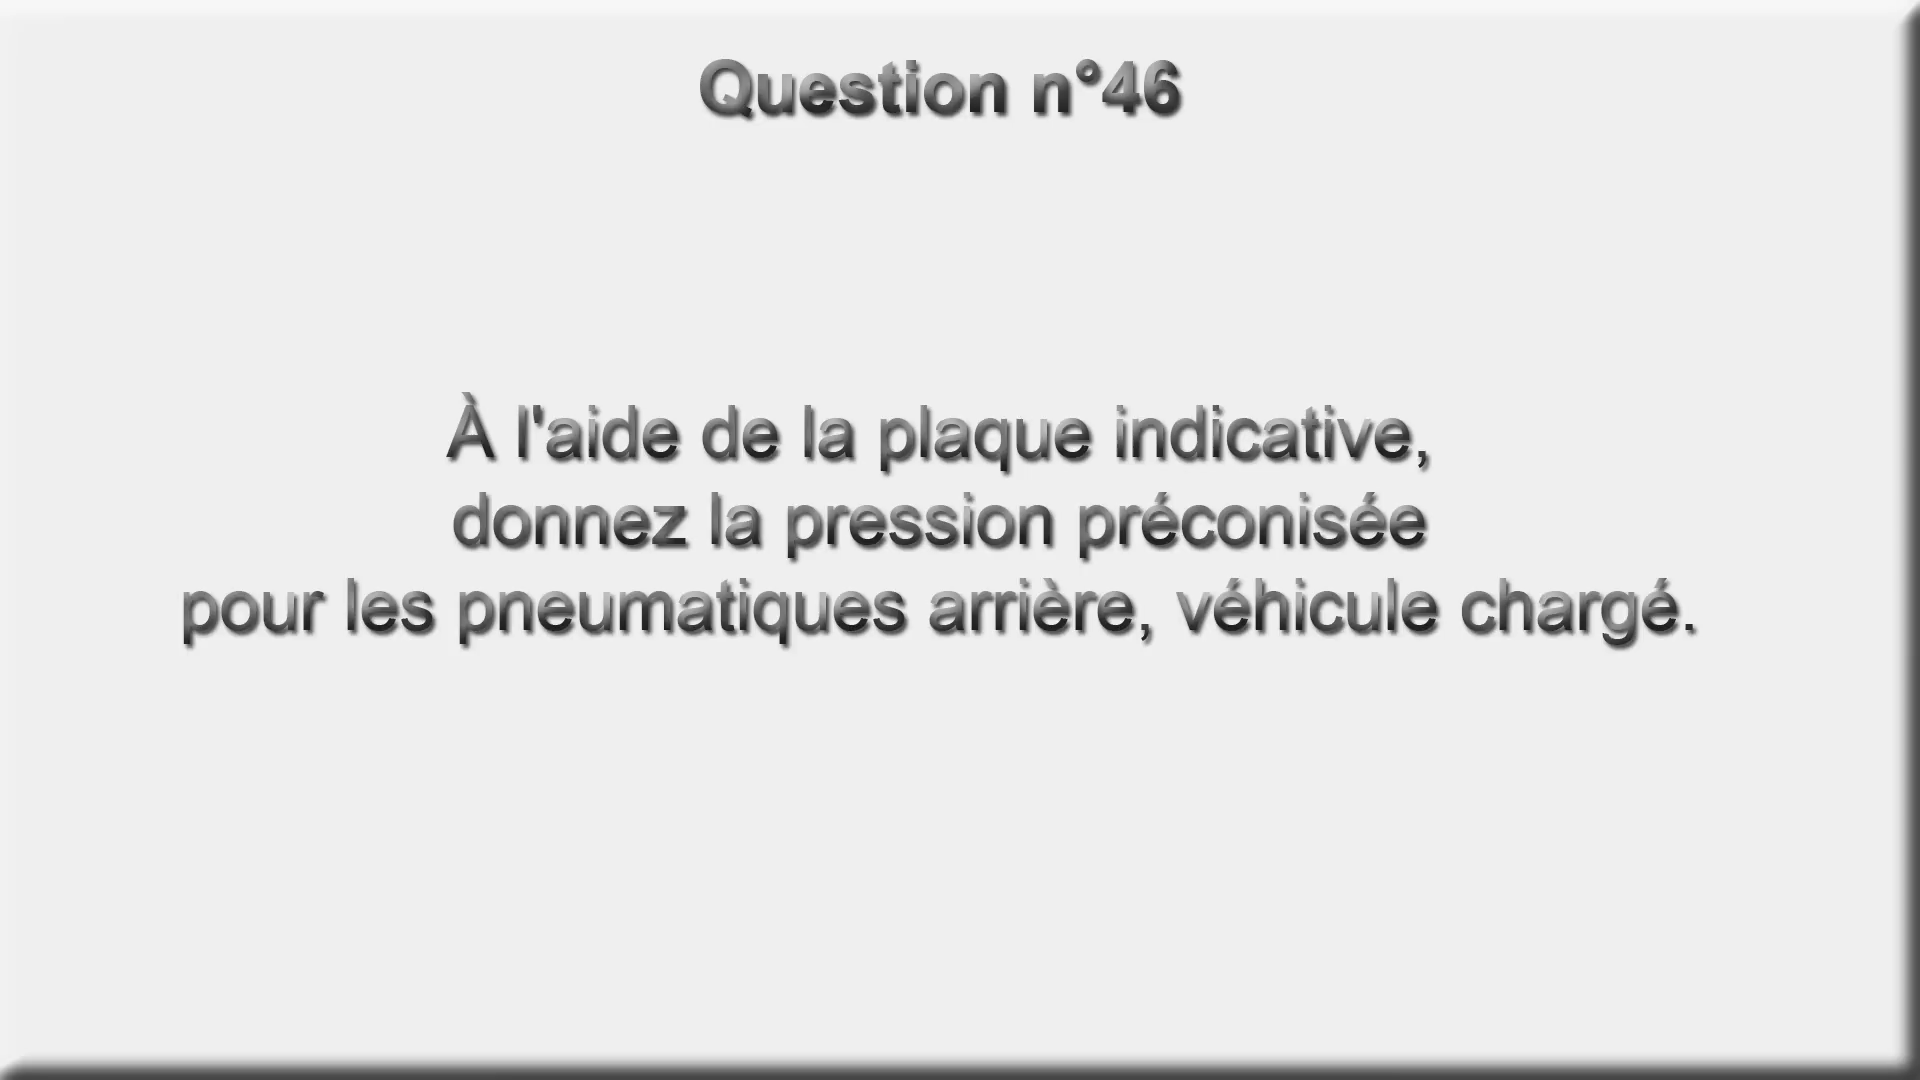 Question n°46
À l'aide de la plaque indicative,
donnez la pression préconisée
pour les pneumatiques arrière, véhicule chargé.